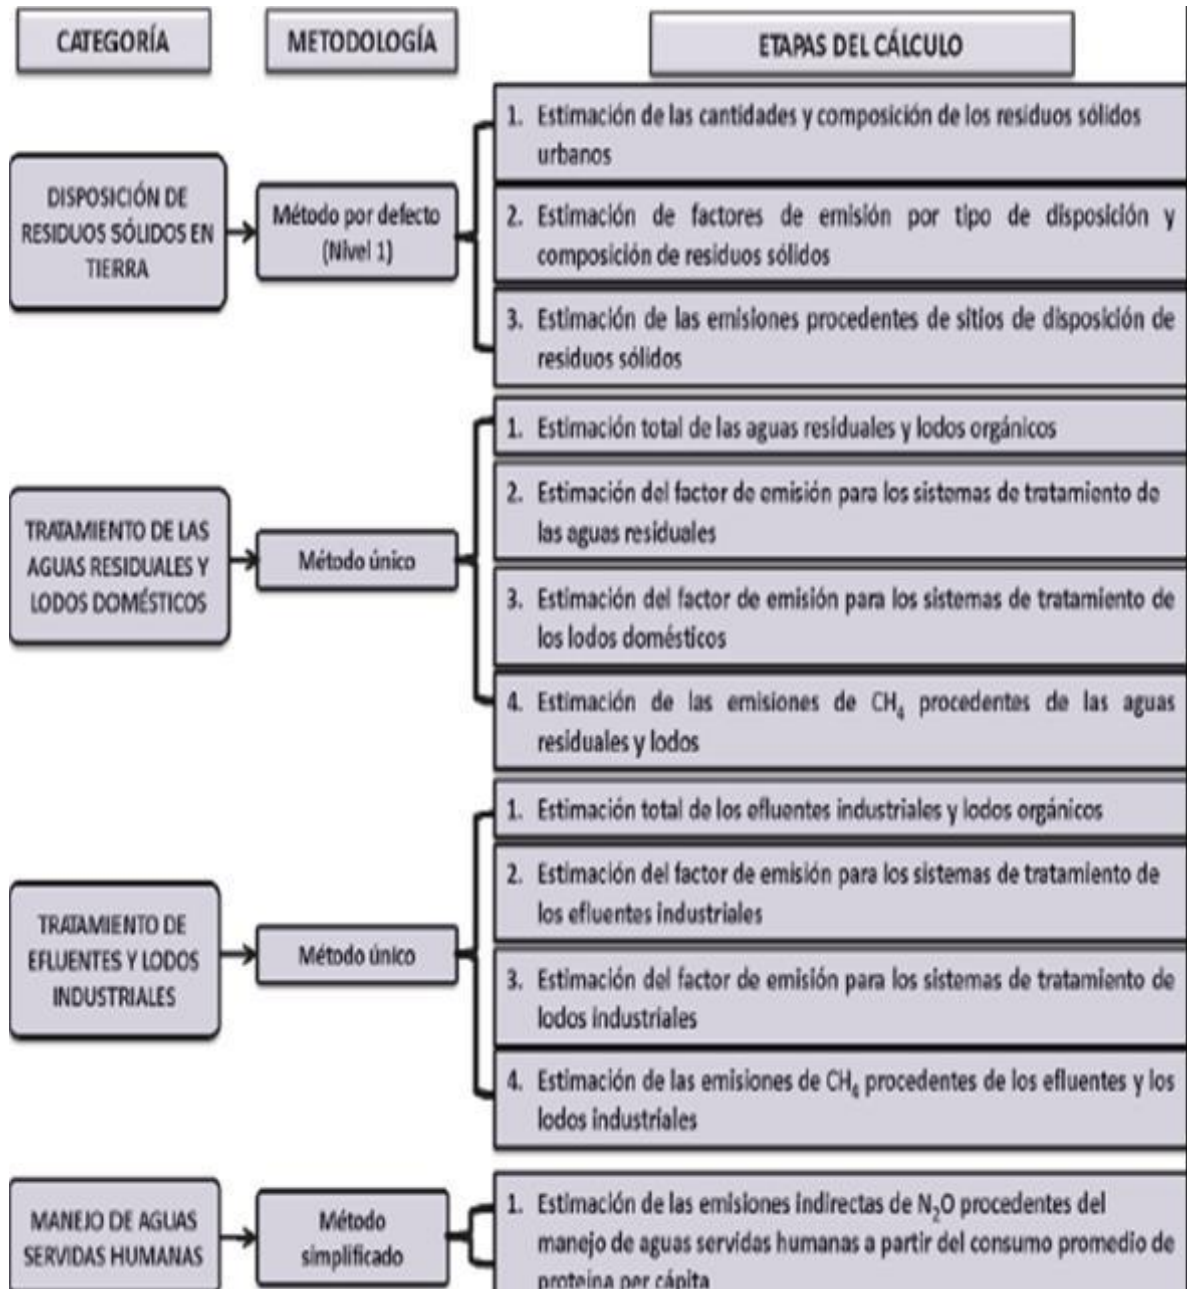 CATEGORÍA
METODOLOGÍA
ETAPAS DEL CÁLCULO
DISPOSICIÓN DE
RESIDUOS SÓLIDOS EN
TIERRA
Método por defecto
(Nivel 1)
1. Estimación de las cantidades y composición de los residuos sólidos
urbanos
2. Estimación de factores de emisión por tipo de disposición y
composición de residuos sólidos
3. Estimación de las emisiones procedentes de sitios de disposición de
residuos sólidos
TRATAMIENTO DE LAS
AGUAS RESIDUALES Y
LODOS DOMÉSTICOS
Método único
1. Estimación total de las aguas residuales y lodos orgánicos
2. Estimación del factor de emisión para los sistemas de tratamiento de
las aguas residuales
3. Estimación del factor de emisión para los sistemas de tratamiento de
los lodos domésticos
4. Estimación de las emisiones de CH₄ procedentes de las aguas
residuales y lodos
TRATAMIENTO DE
EFLUENTES Y LODOS
INDUSTRIALES
Método único
1. Estimación total de los efluentes industriales y lodos orgánicos
2. Estimación del factor de emisión para los sistemas de tratamiento de
los efluentes industriales
3. Estimación del factor de emisión para los sistemas de tratamiento de
lodos industriales
4. Estimación de las emisiones de CH₄ procedentes de los efluentes y los
lodos industriales
MANEJO DE AGUAS
SERVIDAS HUMANAS
Método
simplificado
1. Estimación de las emisiones indirectas de N₂O procedentes del
manejo de aguas servidas humanas a partir del consumo promedio de
proteína per cápita